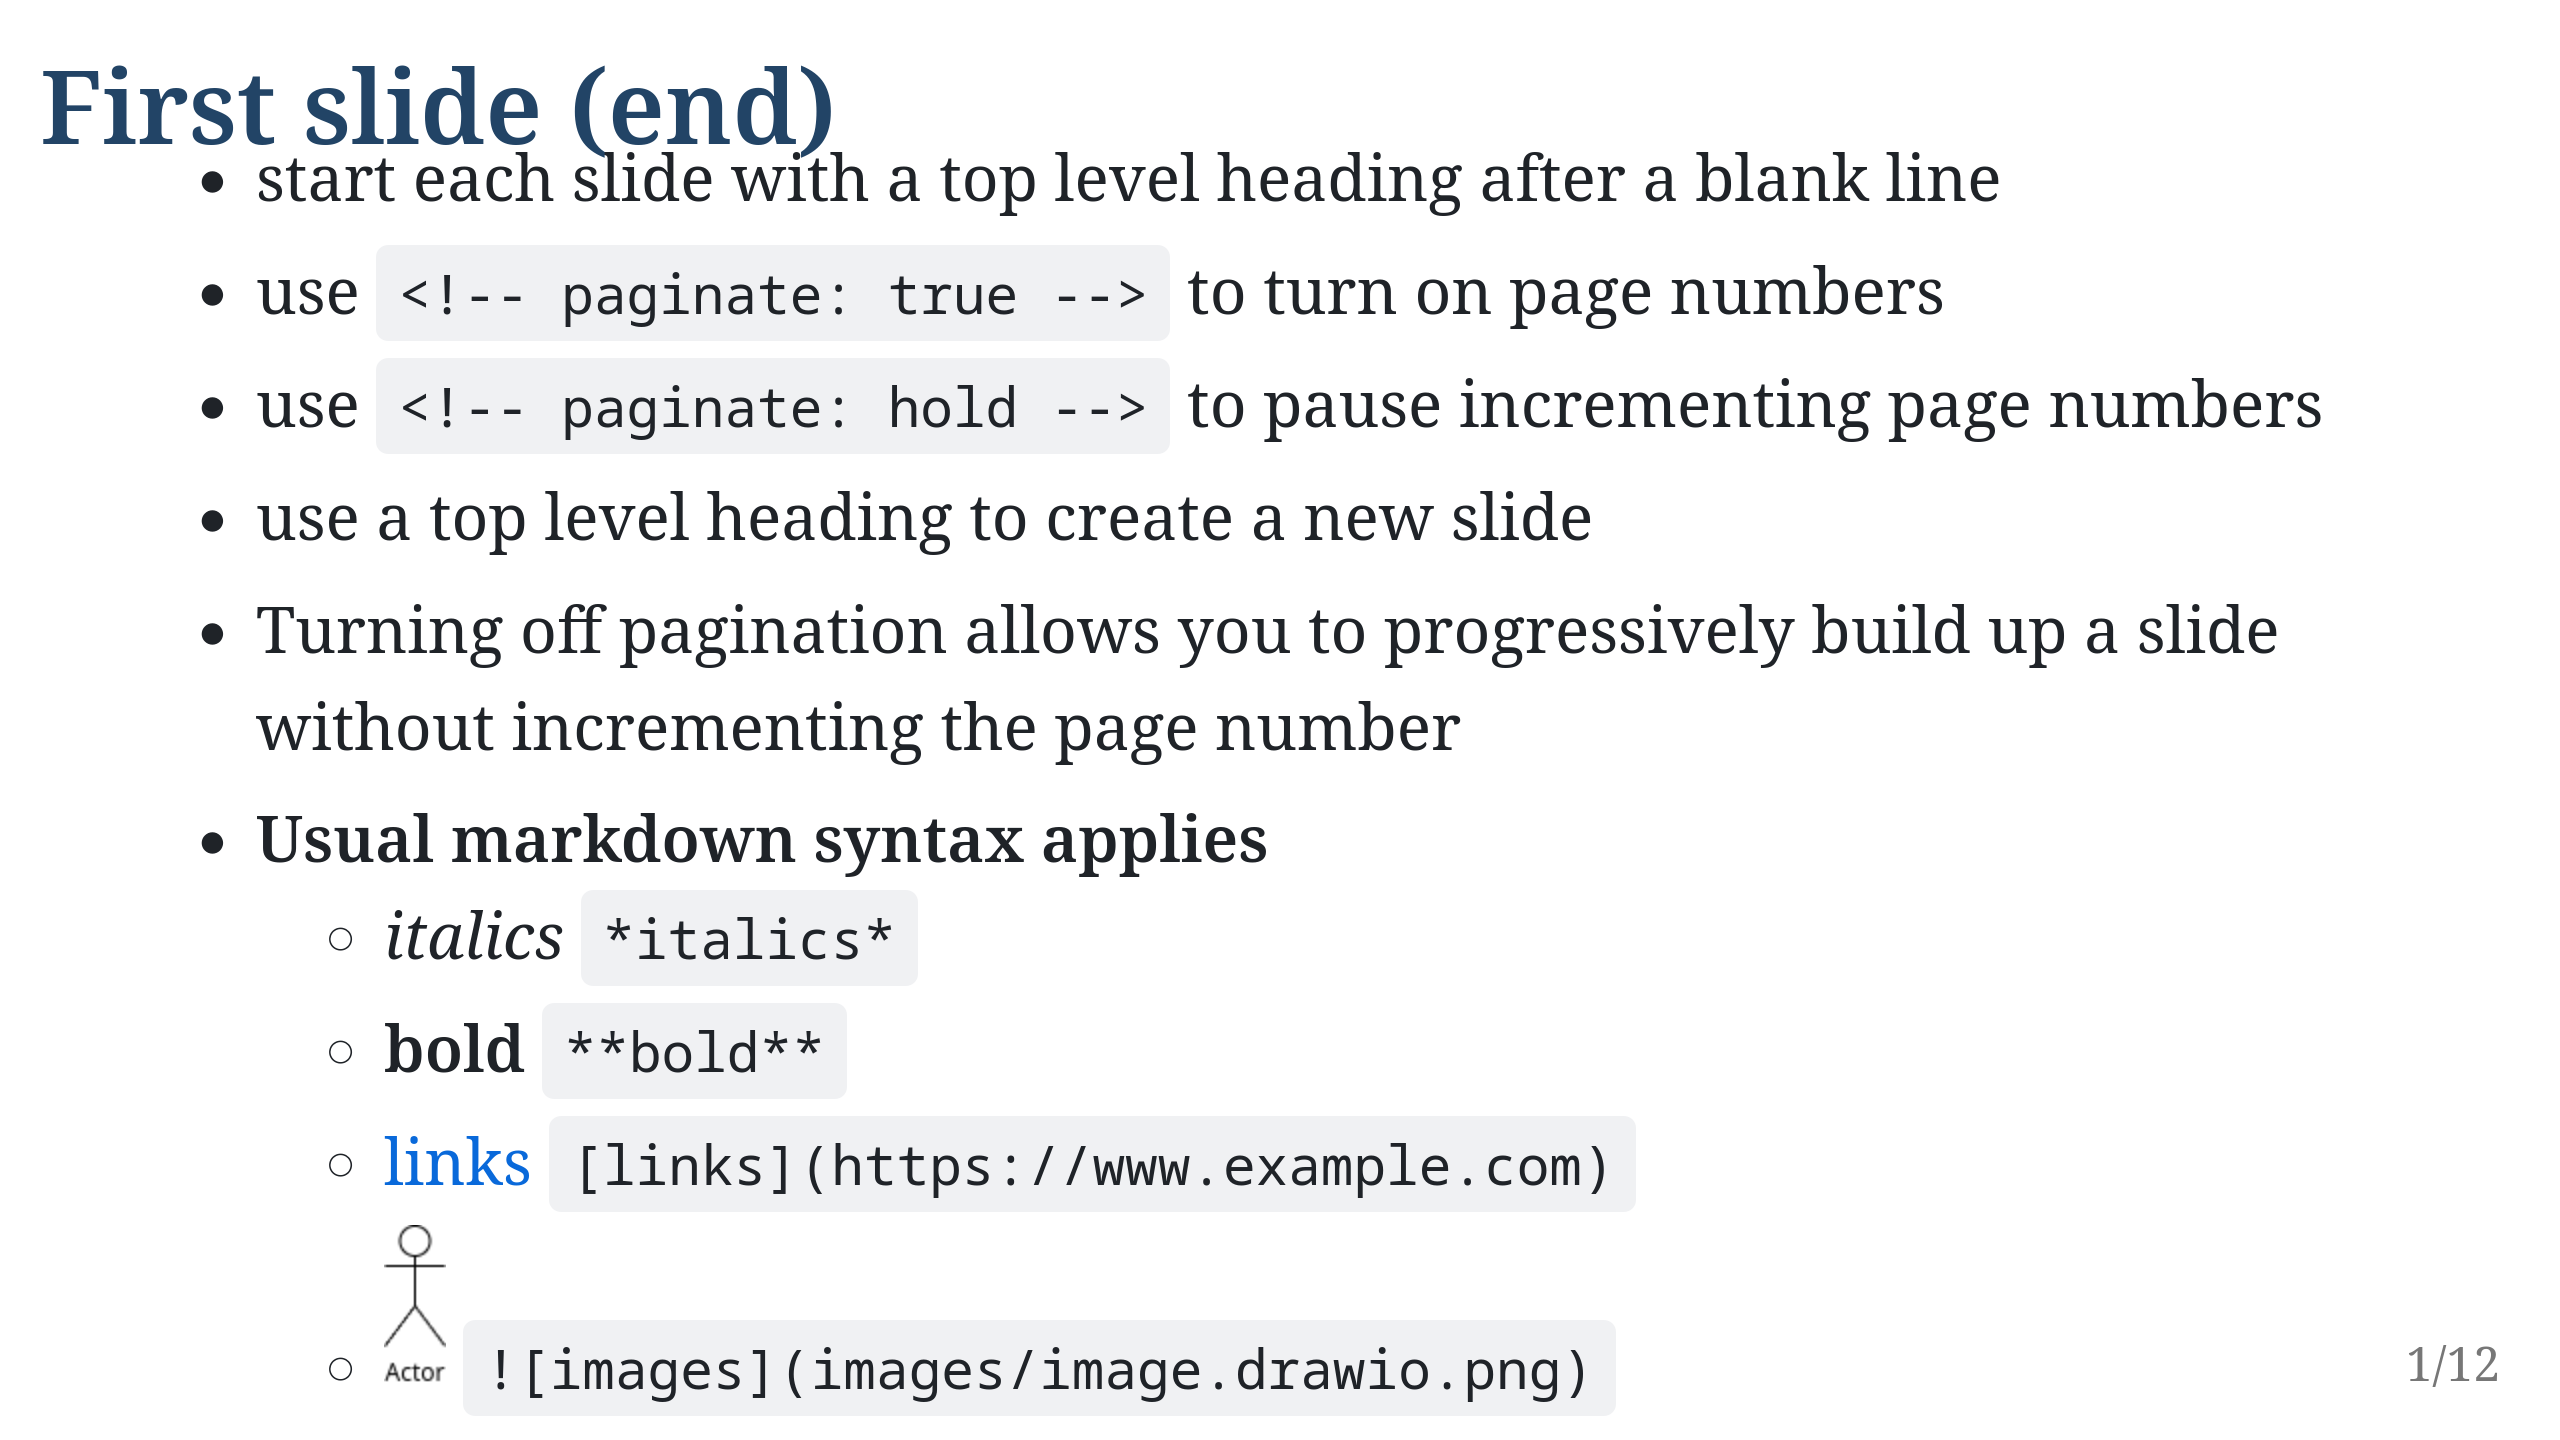 First slide (end)
start each slide with a top level heading after a blank line
use <!-- paginate: true --> to turn on page numbers
use <!-- paginate: hold --> to pause incrementing page numbers
use a top level heading to create a new slide
Turning off pagination allows you to progressively build up a slide
without incrementing the page number
Usual markdown syntax applies
italics *italics*
bold **bold**
links [links](https://www.example.com)
Actor ![images](images/image.drawio.png)
1/12